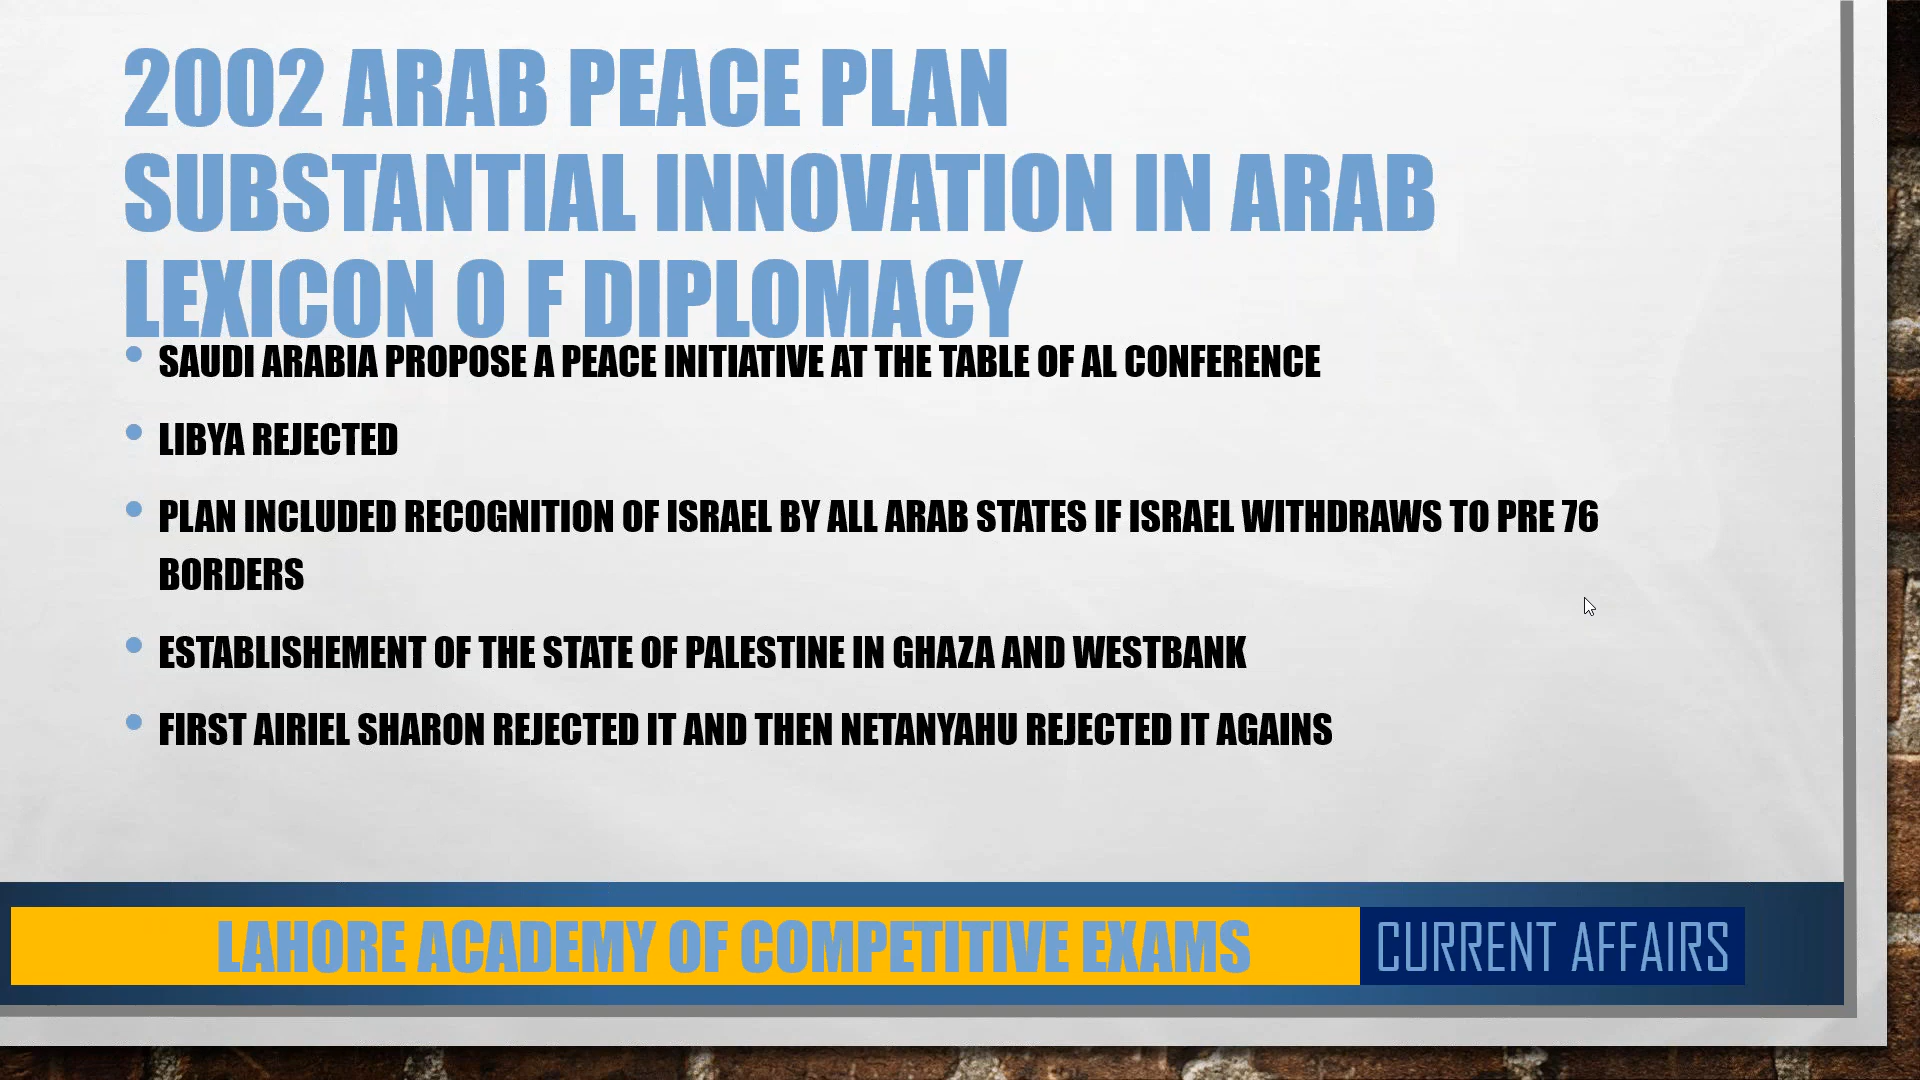 2002 ARAB PEACE PLAN
SUBSTANTIAL INNOVATION IN ARAB
LEXICON O F DIPLOMACY
SAUDI ARABIA PROPOSE A PEACE INITIATIVE AT THE TABLE OF AL CONFERENCE
LIBYA REJECTED
PLAN INCLUDED RECOGNITION OF ISRAEL BY ALL ARAB STATES IF ISRAEL WITHDRAWS TO PRE 76
BORDERS
ESTABLISHEMENT OF THE STATE OF PALESTINE IN GHAZA AND WESTBANK
FIRST AIRIEL SHARON REJECTED IT AND THEN NETANYAHU REJECTED IT AGAINS
LAHORE ACADEMY OF COMPETITIVE EXAMS
CURRENT AFFAIRS